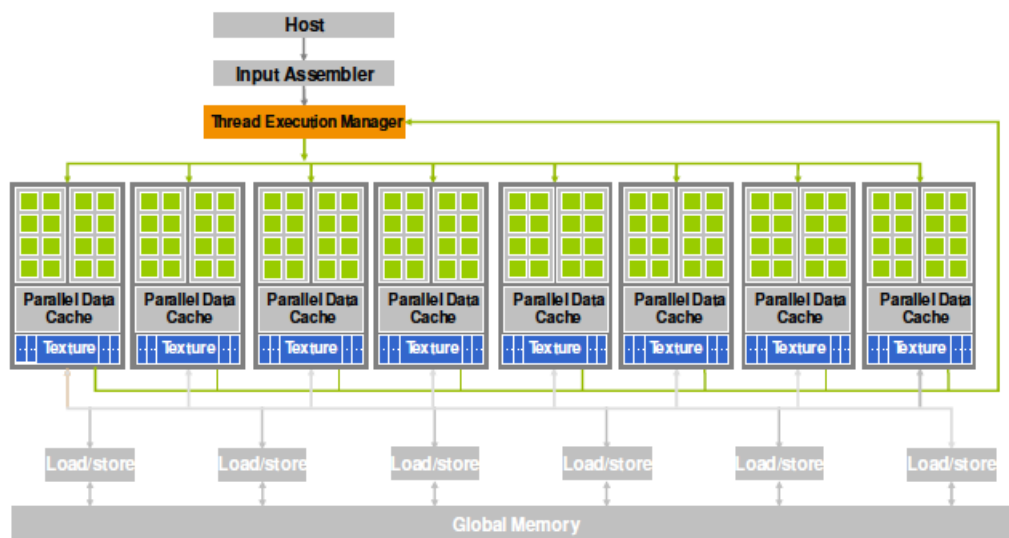 Host
Input Assembler
Thread Execution Manager
Parallel Data
Cache
Texture
Parallel Data
Cache
Texture
Parallel Data
Cache
Texture
Parallel Data
Cache
Texture
Parallel Data
Cache
Texture
Parallel Data
Cache
Texture
Parallel Data
Cache
Texture
Parallel Data
Cache
Texture
Load/store
Load/store
Load/store
Load/store
Load/store
Load/store
Global Memory